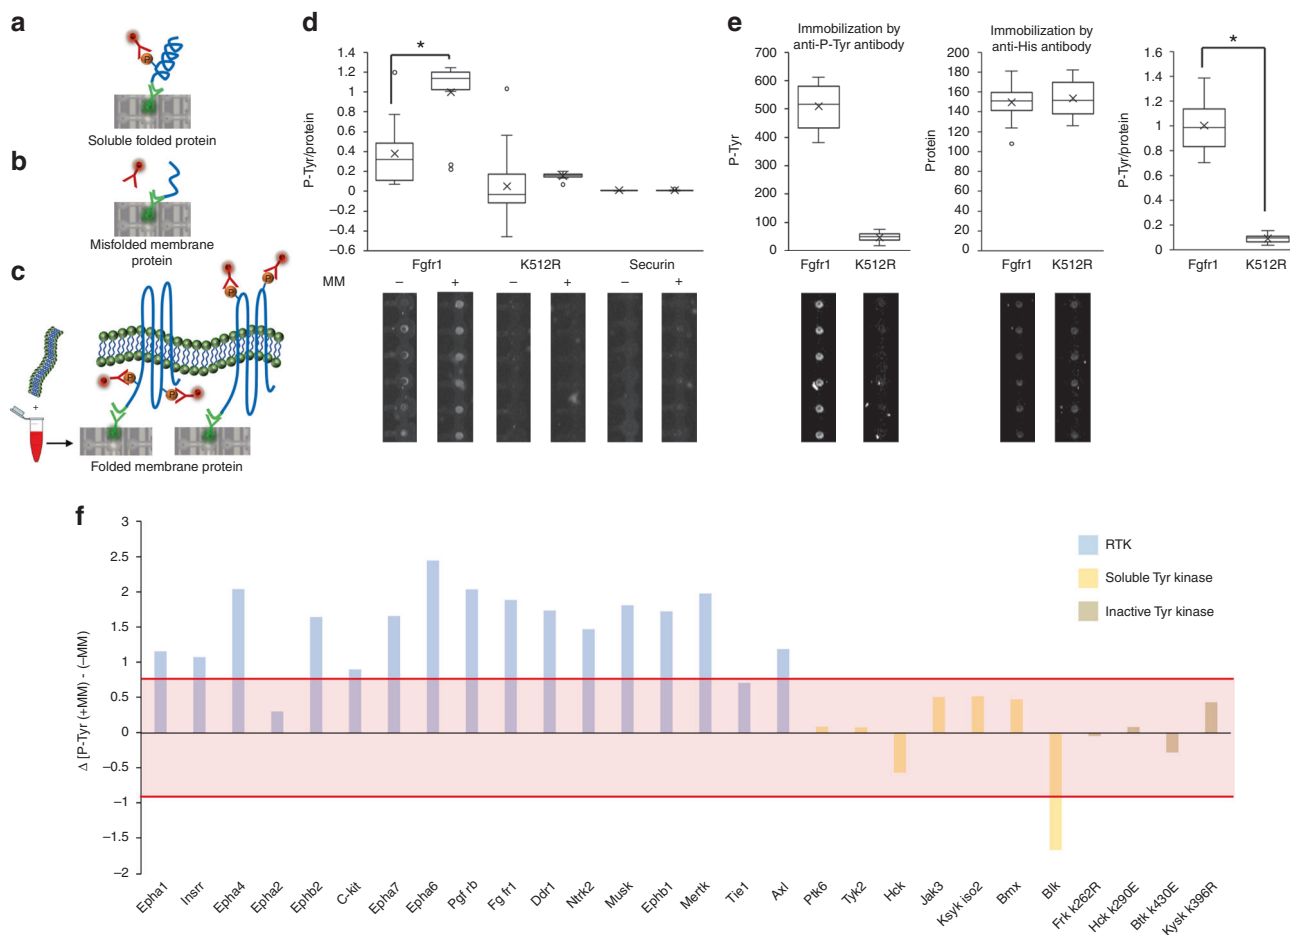 a
P
Soluble folded protein
b
Misfolded membrane
protein
c
P
P
P
P
+
Folded membrane protein
d
*
P-Tyr/protein
1.4
1.2
1
0.8
0.6
0.4
0.2
0
–0.2
–0.4
–0.6
Fgfr1
K512R
Securin
MM
–
+
–
+
–
+
e
Immobilization by
anti-P-Tyr antibody
P-Tyr
700
600
500
400
300
200
100
0
Fgfr1
K512R
Immobilization by
anti-His antibody
Protein
200
180
160
140
120
100
80
60
40
20
0
Fgfr1
K512R
*
P-Tyr/protein
1.6
1.4
1.2
1
0.8
0.6
0.4
0.2
0
Fgfr1
K512R
f
Δ [P-Tyr (+MM) - (–MM)
3
2.5
2
1.5
1
0.5
0
–0.5
–1
–1.5
–2
RTK
Soluble Tyr kinase
Inactive Tyr kinase
Epha1
Insrr
Epha4
Epha2
Ephb2
C-kit
Epha7
Epha6
Pgf rb
Fg fr1
Ddr1
Ntrk2
Musk
Ephb1
Mertk
Tie1
Axl
Ptk6
Tyk2
Hck
Jak3
Ksyk iso2
Bmx
Blk
Frk k262R
Hck k290E
Btk k430E
Kysk k396R